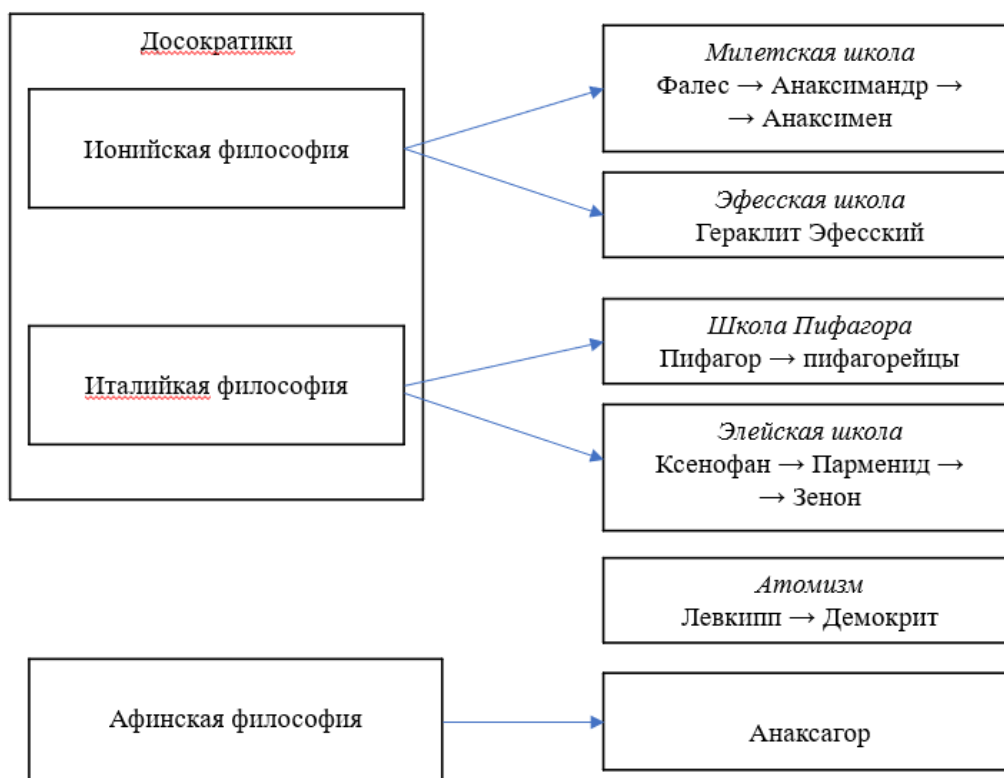 Досократики
Ионийская философия
Италийкая философия
Афинская философия
Милетская школа
Фалес → Анаксимандр →
→ Анаксимен
Эфесская школа
Гераклит Эфесский
Школа Пифагора
Пифагор → пифагорейцы
Элейская школа
Ксенофан → Парменид →
→ Зенон
Атомизм
Левкипп → Демокрит
Анаксагор